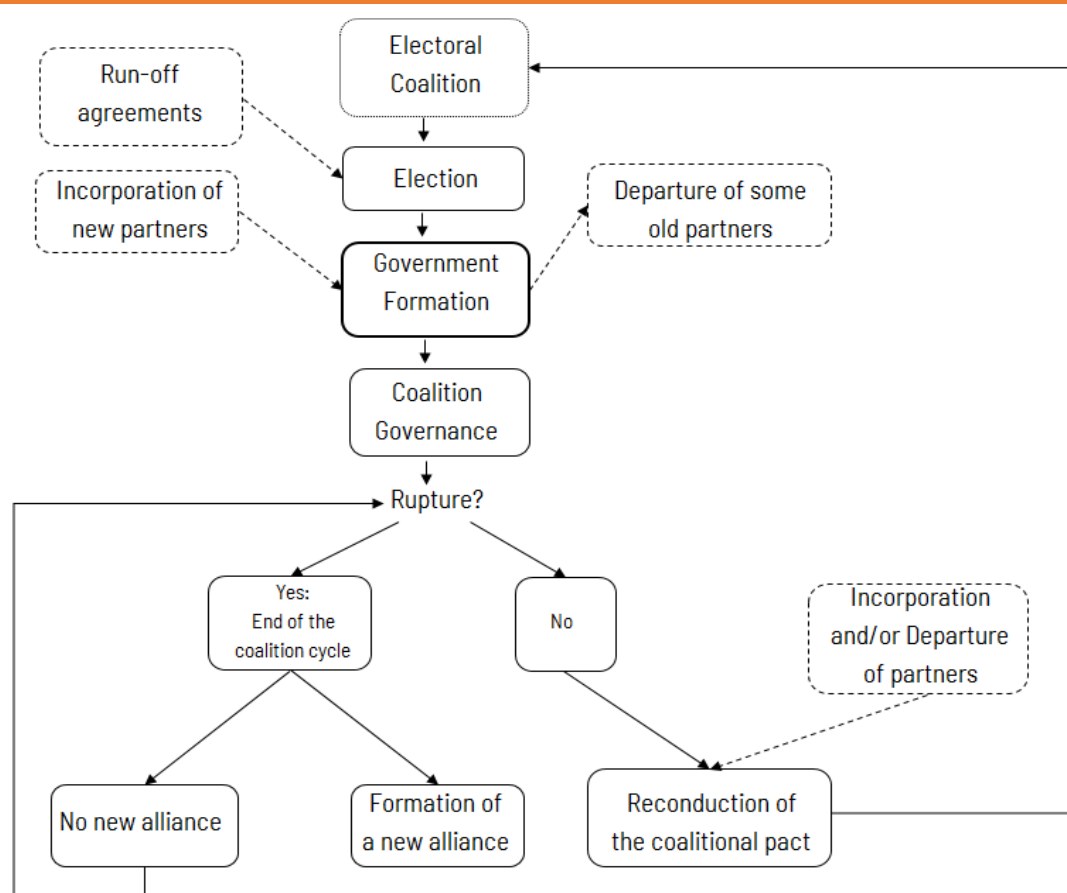 Electoral
Coalition
Run-off
agreements
Election
Incorporation of
new partners
Departure of some
old partners
Government
Formation
Coalition
Governance
Rupture?
Yes:
End of the
coalition cycle
No
Incorporation
and/or Departure
of partners
No new alliance
Formation of
a new alliance
Reconduction of
the coalitional pact